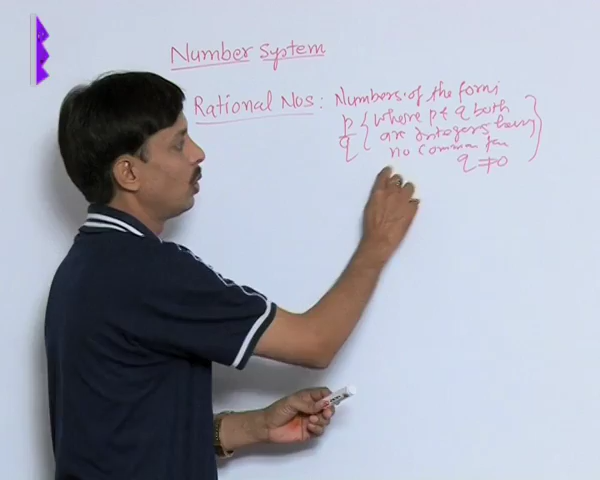 Number System
Rational Nos : Numbers of the form
p/q { where p & q both
are Integers having
no common fac
q ≠ 0 }